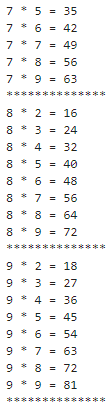 7 * 5 = 35
7 * 6 = 42
7 * 7 = 49
7 * 8 = 56
7 * 9 = 63
**************
8 * 2 = 16
8 * 3 = 24
8 * 4 = 32
8 * 5 = 40
8 * 6 = 48
8 * 7 = 56
8 * 8 = 64
8 * 9 = 72
**************
9 * 2 = 18
9 * 3 = 27
9 * 4 = 36
9 * 5 = 45
9 * 6 = 54
9 * 7 = 63
9 * 8 = 72
9 * 9 = 81
**************